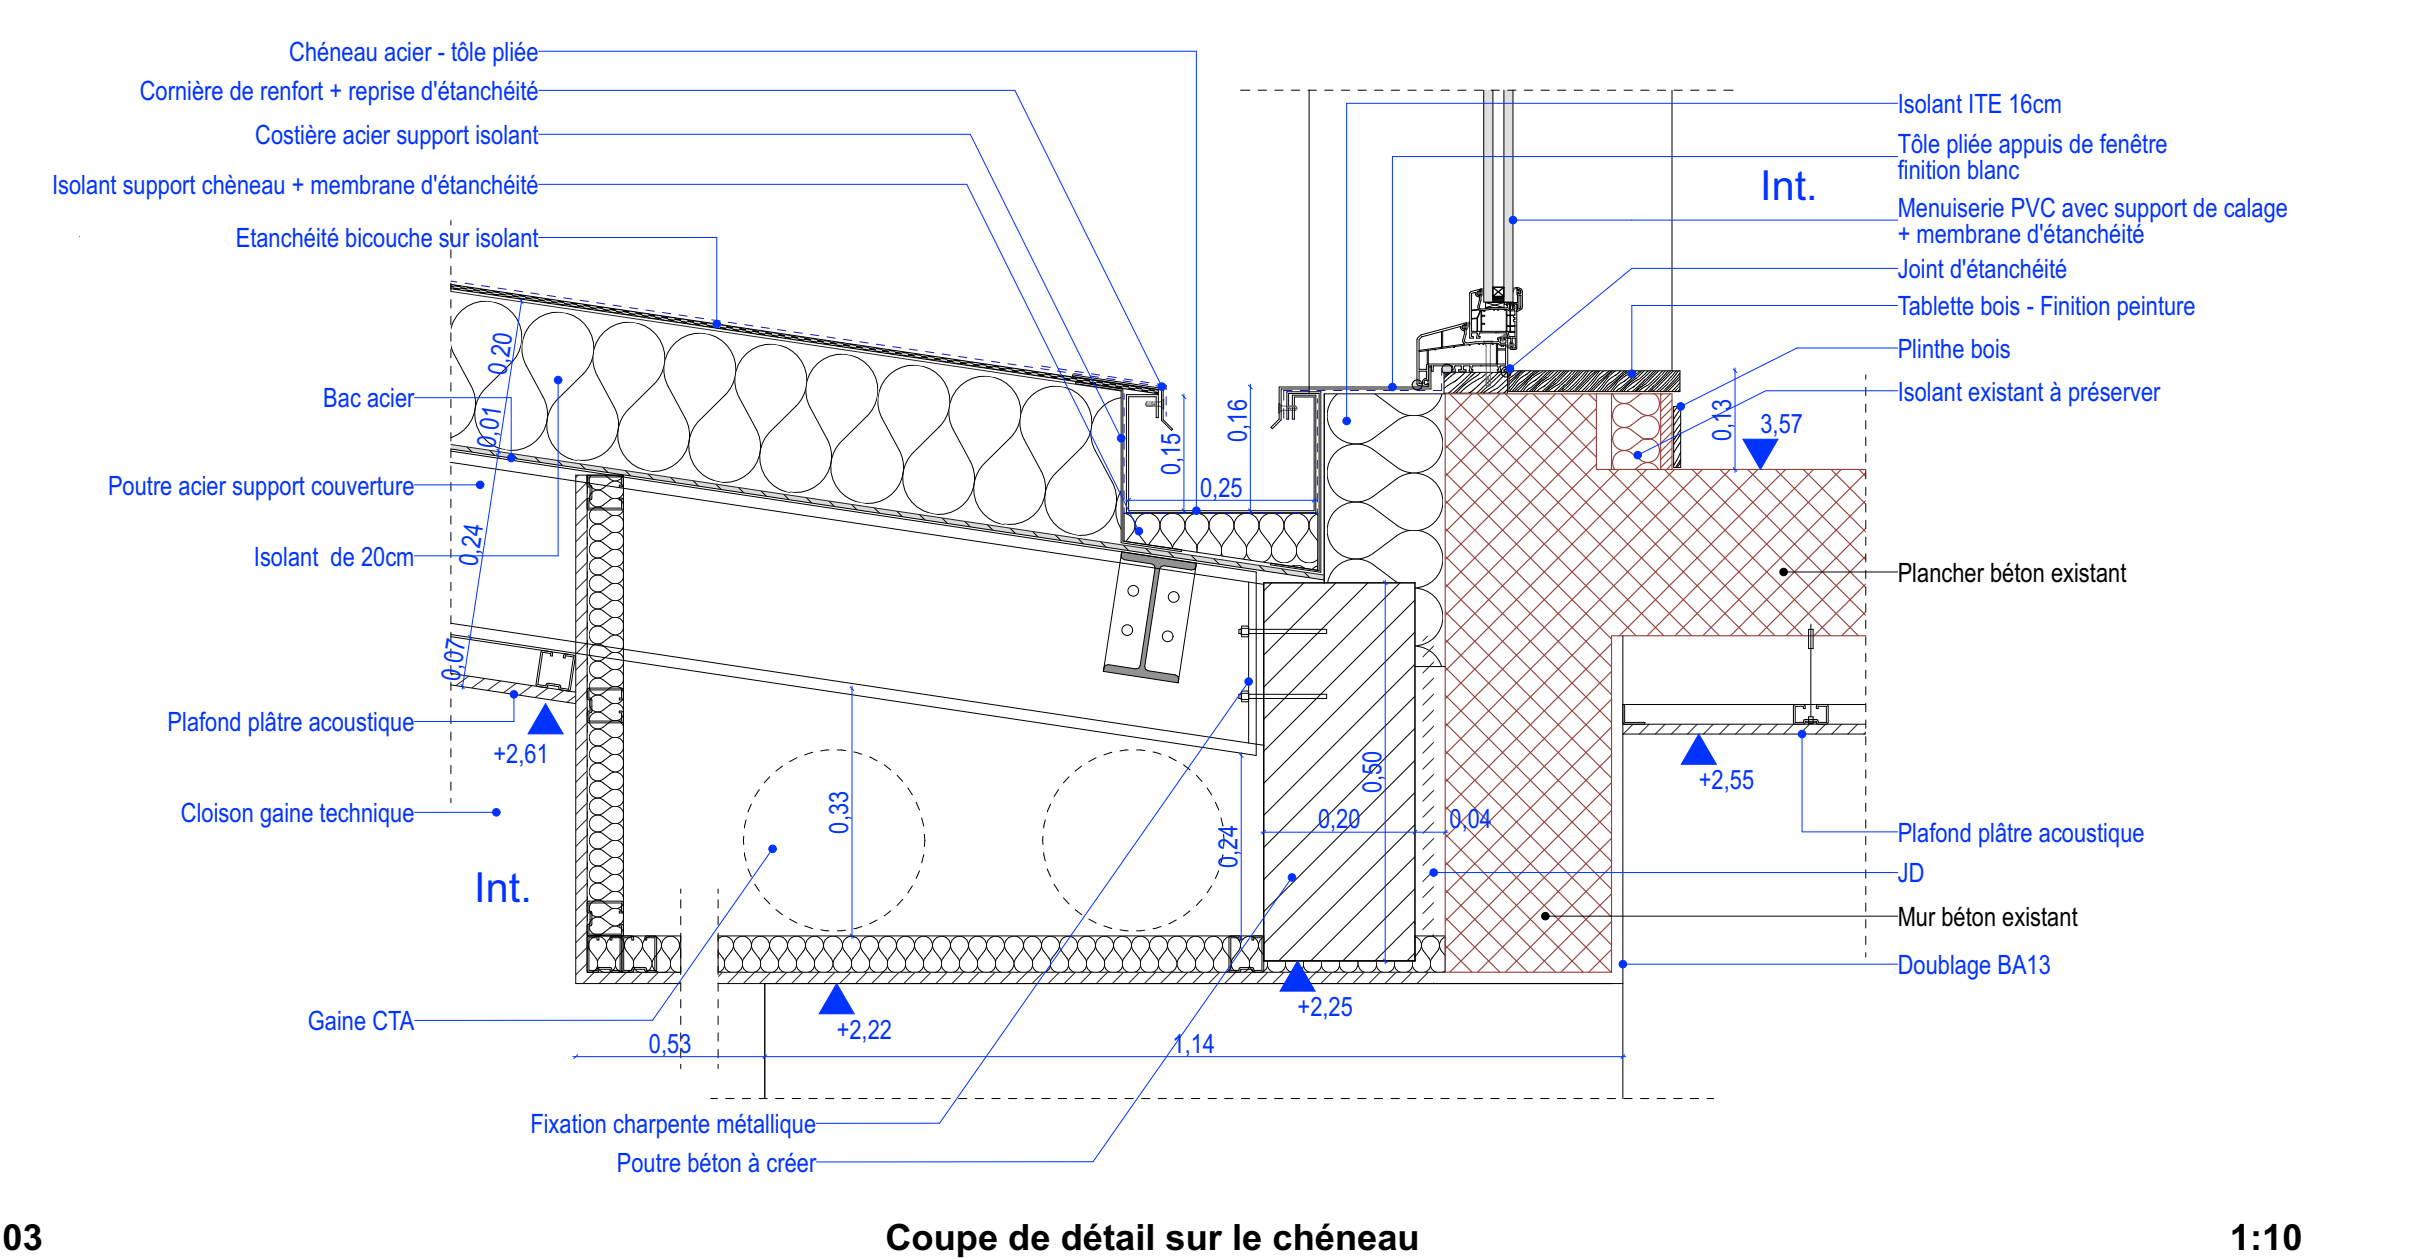 Chéneau acier - tôle pliée
Cornière de renfort + reprise d'étanchéité
Costière acier support isolant
Isolant support chèneau + membrane d'étanchéité
Etanchéité bicouche sur isolant
Bac acier
Poutre acier support couverture
Isolant de 20cm
Plafond plâtre acoustique
+2,61
Cloison gaine technique
Int.
Gaine CTA
Fixation charpente métallique
Poutre béton à créer
0,20
0,01
0,24
0,07
0,15
0,16
0,25
0,33
0,24
0,50
0,20
0,04
0,13
3,57
+2,55
+2,25
+2,22
0,53
1,14
Int.
Isolant ITE 16cm
Tôle pliée appuis de fenêtre
finition blanc
Menuiserie PVC avec support de calage
+ membrane d'étanchéité
Joint d'étanchéité
Tablette bois - Finition peinture
Plinthe bois
Isolant existant à préserver
Plancher béton existant
Plafond plâtre acoustique
JD
Mur béton existant
Doublage BA13
03
Coupe de détail sur le chéneau
1:10